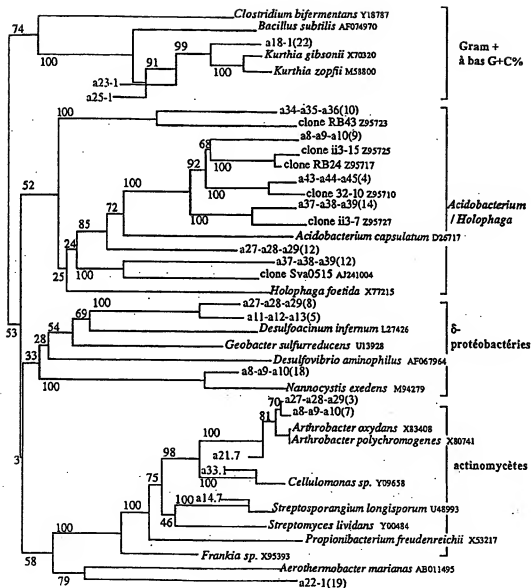 Clostridium bifermentans Y18787
74
Bacillus subtilis AF074970
100
99
a18-1(22)
Kurthia gibsonii X70320
91
100
Kurthia zopfii M58800
a23-1
a25-1
Gram +
à bas G+C%
100
a34-a35-a36(10)
clone RB43 Z95723
68
a8-a9-a10(9)
clone ii3-15 Z95725
100
clone RB24 Z95717
92
a43-a44-a45(4)
100
clone 32-10 Z95710
52
a37-a38-a39(14)
72
100
clone ii3-7 Z95727
85
Acidobacterium capsulatum D26717
24
a27-a28-a29(12)
a37-a38-a39(12)
25
100
clone Sva0515 AJ241004
Holophaga foetida X77215
Acidobacterium
/ Holophaga
53
100
a27-a28-a29(8)
69
a11-a12-a13(5)
54
Desulfoacinum infernum L27426
28
Geobacter sulfurreducens U13928
33
Desulfovibrio aminophilus AF067964
a8-a9-a10(18)
100
Nannocystis exedens M94279
δ-
protéobactéries
70
a27-a28-a29(3)
81
a8-a9-a10(7)
100
Arthrobacter oxydans X83408
Arthrobacter polychromogenes X80741
98
a21.7
a33.1
100
Cellulomonas sp. Y09658
75
100
a14.7
Streptosporangium longisporum U48993
46
Streptomyces lividans Y00484
100
Propionibacterium freudenreichii X53217
3
Frankia sp. X95393
58
100
Aerothermobacter marianas AB011495
79
a22-1(19)
actinomycètes